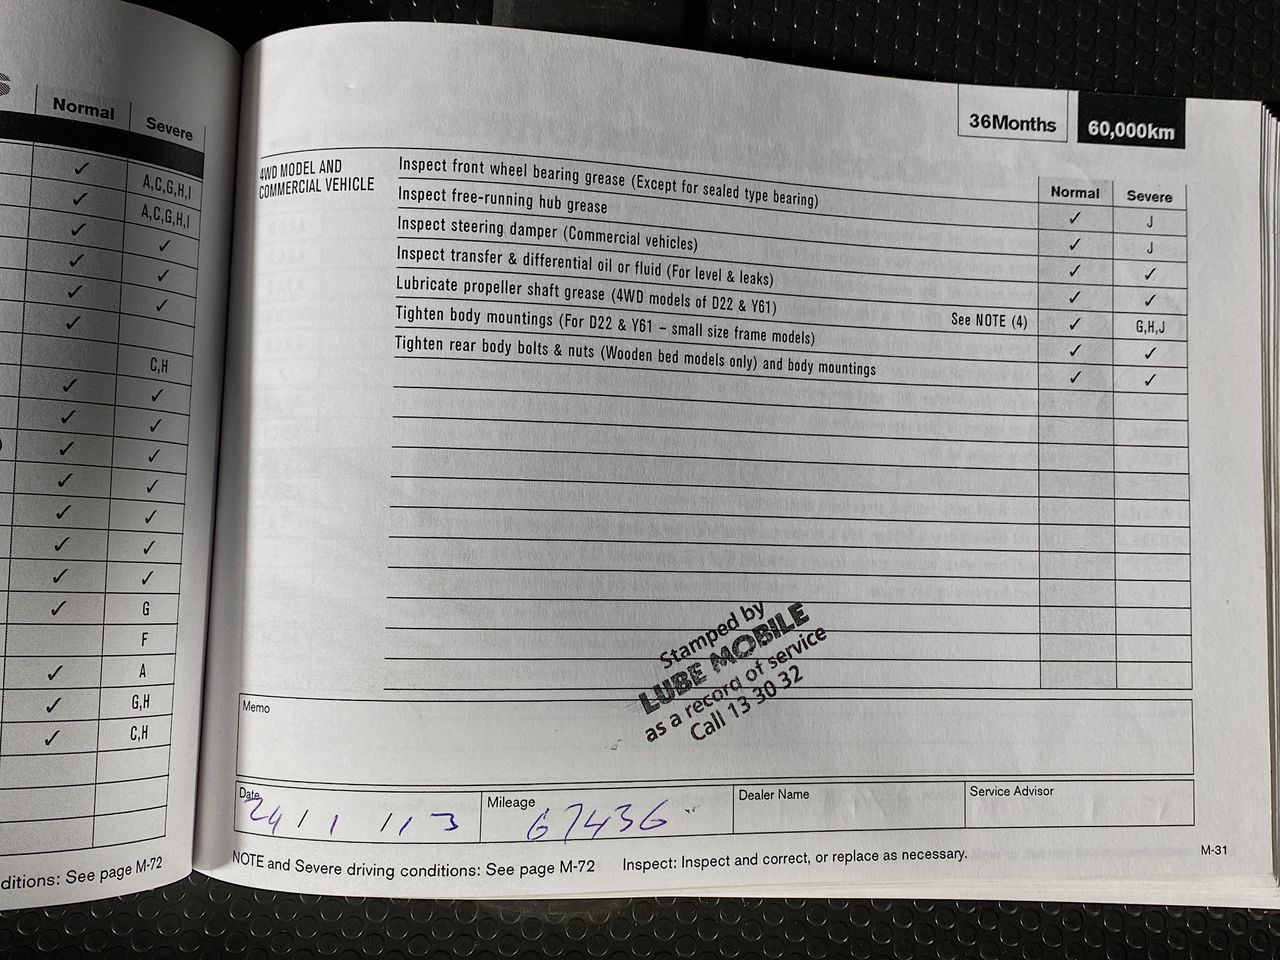 Normal Severe
✓ A,C,G,H,I
✓ A,C,G,H,I
✓ ✓
✓ ✓
✓ ✓
✓
C,H
✓ ✓
✓ ✓
✓ ✓
✓ ✓
✓ ✓
✓ ✓
✓ ✓
✓ G
F
✓ A
✓ G,H
✓ C,H
ditions: See page M-72
36Months 60,000km
Normal Severe
4WD MODEL AND
COMMERCIAL VEHICLE
Inspect front wheel bearing grease (Except for sealed type bearing) ✓ J
Inspect free-running hub grease ✓ J
Inspect steering damper (Commercial vehicles) ✓ ✓
Inspect transfer & differential oil or fluid (For level & leaks) ✓ ✓
Lubricate propeller shaft grease (4WD models of D22 & Y61) See NOTE (4) ✓ G,H,J
Tighten body mountings (For D22 & Y61 – small size frame models) ✓ ✓
Tighten rear body bolts & nuts (Wooden bed models only) and body mountings ✓ ✓
Stamped by
LUBE MOBILE
as a record of service
Call 13 30 32
Memo
Date 24/1/13 Mileage 67436 Dealer Name Service Advisor
NOTE and Severe driving conditions: See page M-72 Inspect: Inspect and correct, or replace as necessary. M-31